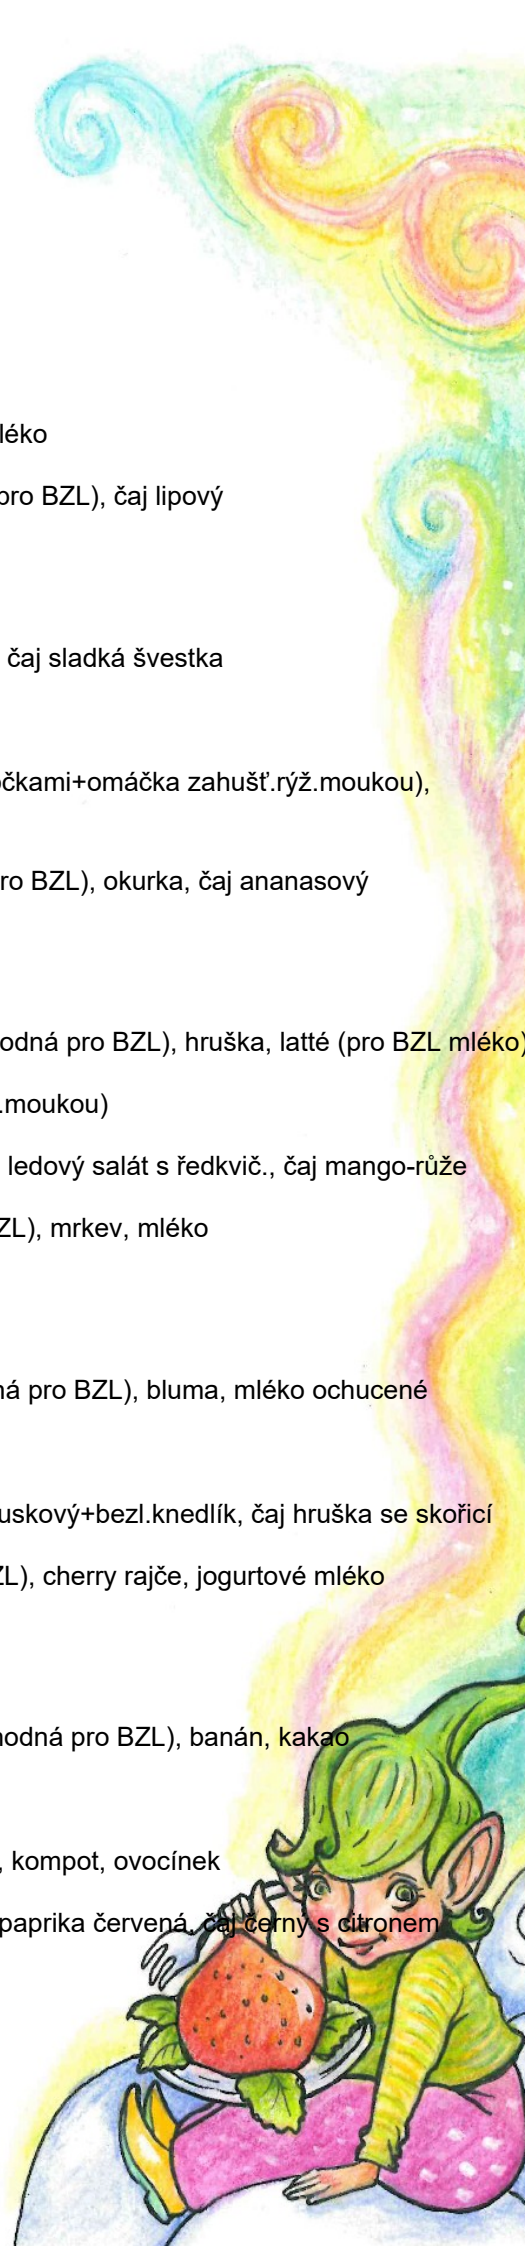 léko
pro BZL), čaj lipový
čaj sladká švestka
očkami+omáčka zahušť.rýž.moukou),
ro BZL), okurka, čaj ananasový
odná pro BZL), hruška, latté (pro BZL mléko)
.moukou)
ledový salát s ředkvič., čaj mango-růže
ZL), mrkev, mléko
ná pro BZL), bluma, mléko ochucené
uskový+bezl.knedlík, čaj hruška se skořicí
ZL), cherry rajče, jogurtové mléko
hodná pro BZL), banán, kakao
, kompot, ovocínek
paprika červená, čaj černý s citronem